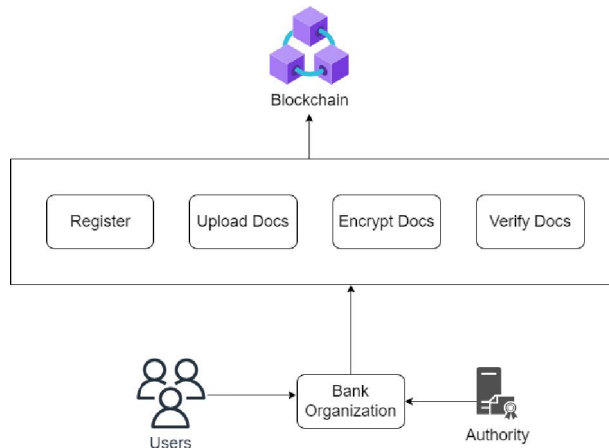 Blockchain
Register
Upload Docs
Encrypt Docs
Verify Docs
Bank
Organization
Users
Authority